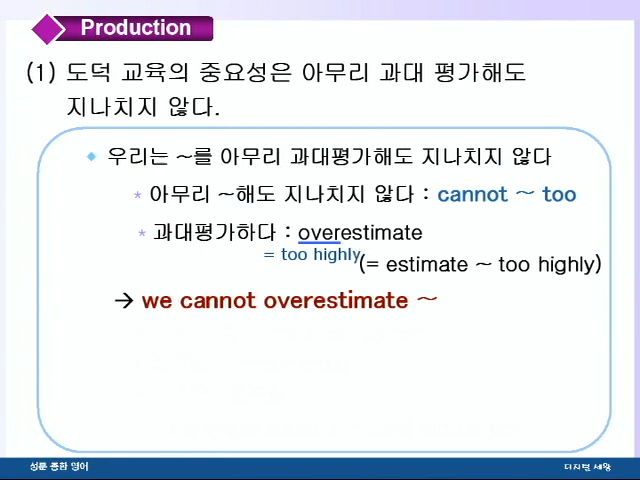 Production
(1) 도덕 교육의 중요성은 아무리 과대 평가해도
지나치지 않다.
우리는 ~를 아무리 과대평가해도 지나치지 않다
* 아무리 ~해도 지나치지 않다 : cannot ~ too
* 과대평가하다 : overestimate
= too highly
(= estimate ~ too highly)
→ we cannot overestimate ~
성문 종합 영어
디지털 세왕